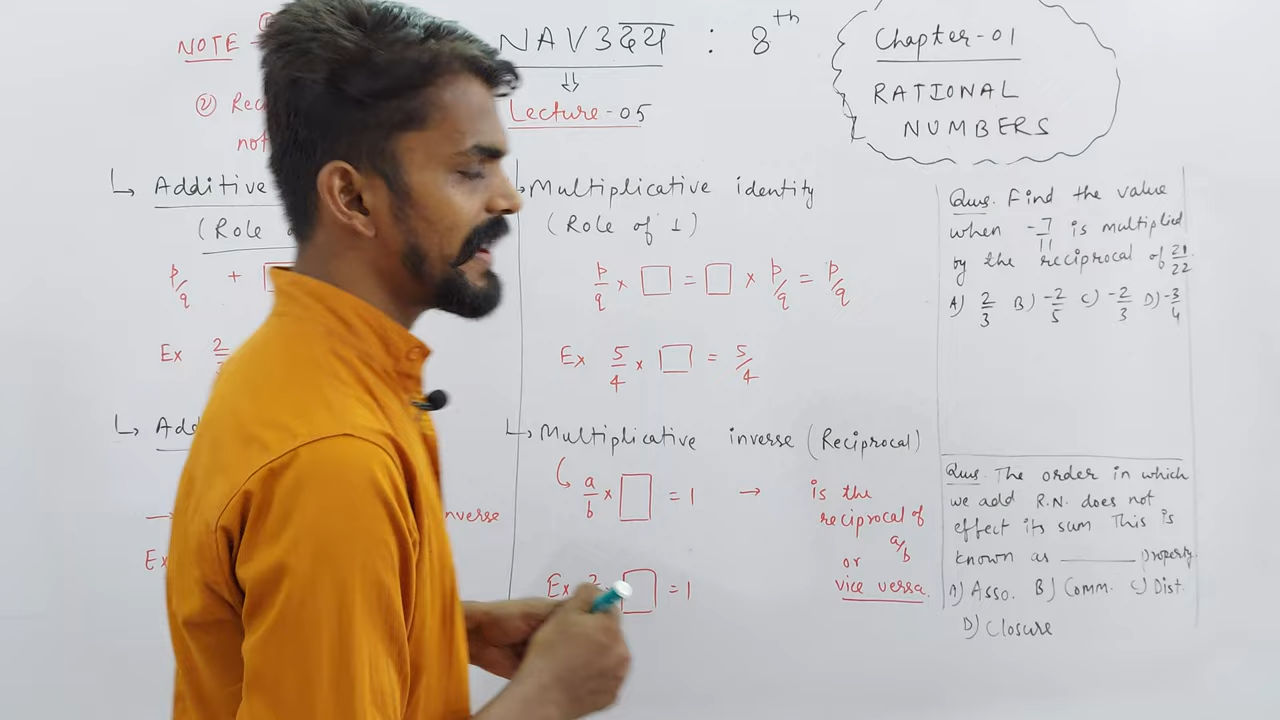 NOTE
NAV3उदय : 8th
Lecture-05
Chapter-01
RATIONAL
NUMBERS
②
not
↳ Additive
(Role
p/q +
Ex 2
↳
→ inverse
Ex
↳ Multiplicative identity
(Role of 1)
p/q × □ = □ × p/q = p/q
Ex 5/4 × □ = 5/4
↳ Multiplicative inverse (Reciprocal)
a/b × □ = 1 → is the
reciprocal of
a/b
or
vice versa.
Ex 2 □ = 1
Ques. Find the value
when -7/11 is multiplied
by the reciprocal of 21/22
A) 2/3 B) -2/5 C) -2/3 D) -3/4
Ques. The order in which
we add R.N. does not
effect its sum This is
known as ______ property.
A) Asso. B) Comm. C) Dist.
D) Closure